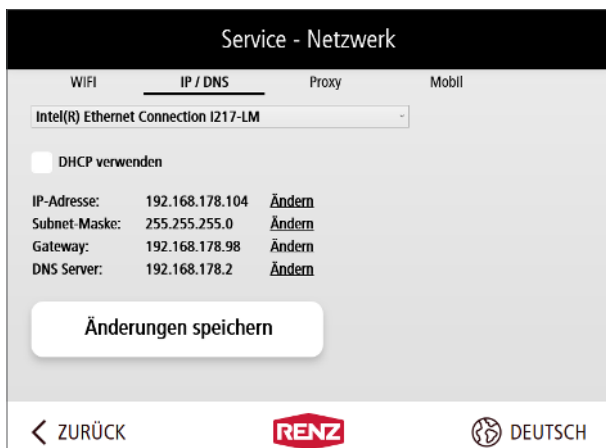 Service - Netzwerk
WIFI IP / DNS Proxy Mobil
Intel(R) Ethernet Connection I217-LM
DHCP verwenden
IP-Adresse: 192.168.178.104 Ändern
Subnet-Maske: 255.255.255.0 Ändern
Gateway: 192.168.178.98 Ändern
DNS Server: 192.168.178.2 Ändern
Änderungen speichern
ZURÜCK RENZ DEUTSCH